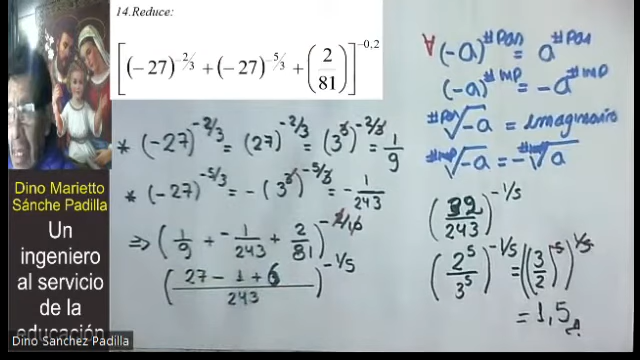 14. Reduce:
[(-27)^{-2/3} + (-27)^{-5/3} + (2/81)]^{-0,2}
* (-27)^{-2/3} = (27)^{-2/3} = (3^3)^{-2/3} = 1/9
* (-27)^{-5/3} = -(3^3)^{-5/3} = -1/243
⇒ (1/9 + -1/243 + 2/81)^{-2/10}
((27 - 1 + 6)/243)^{-1/5}
∀ (-a)^{#Par} = a^{#Par}
(-a)^{#Imp} = -a^{#Imp}
^{#Par}√-a = imaginario
^{#Imp}√-a = -^{#Imp}√a
(32/243)^{-1/5}
(2^5/3^5)^{-1/5} = ((3/2)^5)^{1/5}
= 1,5
Dino Marietto
Sánche Padilla
Un
ingeniero
al servicio
de la
educación
Dino Sanchez Padilla